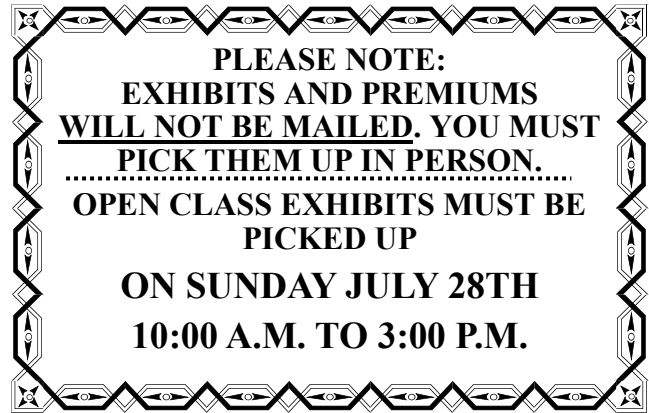 PLEASE NOTE:
EXHIBITS AND PREMIUMS
WILL NOT BE MAILED. YOU MUST
PICK THEM UP IN PERSON.
OPEN CLASS EXHIBITS MUST BE
PICKED UP
ON SUNDAY JULY 28TH
10:00 A.M. TO 3:00 P.M.